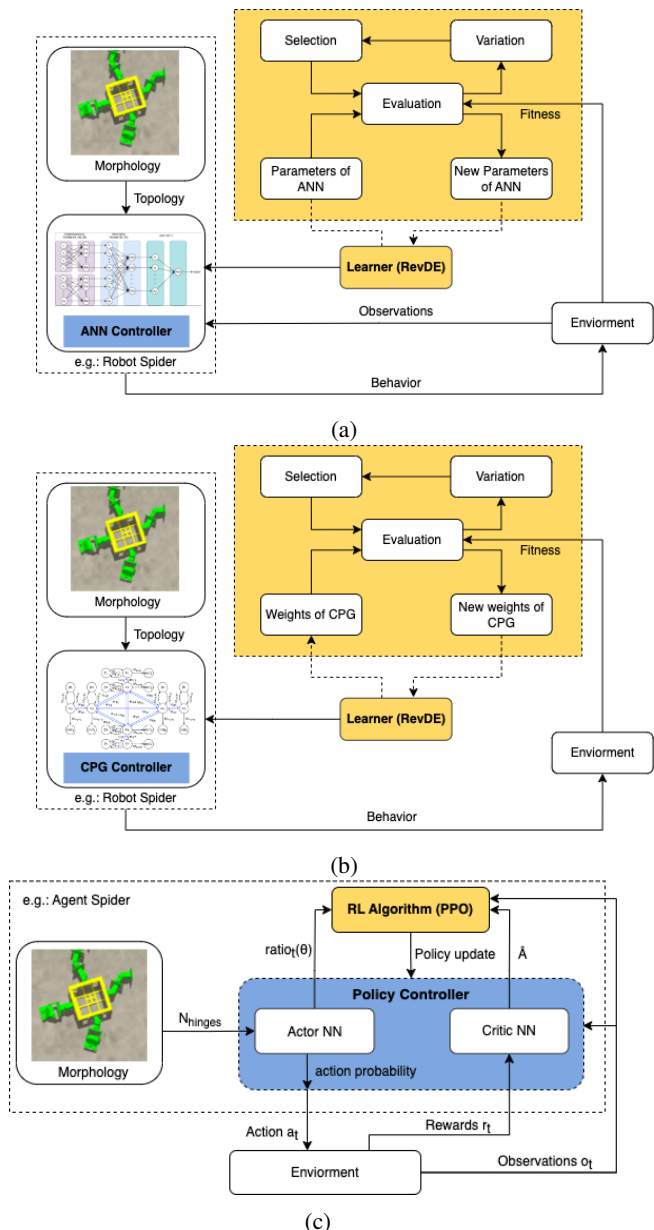 Selection
Variation
Evaluation
Fitness
Morphology
Parameters of
ANN
New Parameters
of ANN
Topology
Learner (RevDE)
ANN Controller
Observations
Enviorment
e.g.: Robot Spider
Behavior
(a)
Selection
Variation
Evaluation
Fitness
Morphology
Weights of CPG
New weights of
CPG
Topology
Learner (RevDE)
CPG Controller
Enviorment
e.g.: Robot Spider
Behavior
(b)
e.g.: Agent Spider
RL Algorithm (PPO)
ratio_t(θ)
Policy update
Â
Policy Controller
N_hinges
Actor NN
Critic NN
Morphology
action probability
Action a_t
Rewards r_t
Enviorment
Observations o_t
(c)